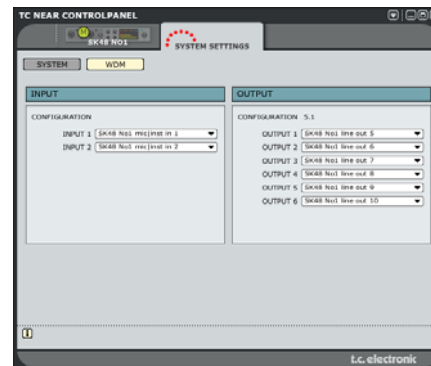 TC NEAR CONTROLPANEL
SK48 NO1
SYSTEM SETTINGS
SYSTEM
WDM
INPUT
CONFIGURATION
INPUT 1 SK48 No1 mic|inst in 1
INPUT 2 SK48 No1 mic|inst in 2
OUTPUT
CONFIGURATION 5.1
OUTPUT 1 SK48 No1 line out 5
OUTPUT 2 SK48 No1 line out 6
OUTPUT 3 SK48 No1 line out 7
OUTPUT 4 SK48 No1 line out 8
OUTPUT 5 SK48 No1 line out 9
OUTPUT 6 SK48 No1 line out 10
i
t.c. electronic